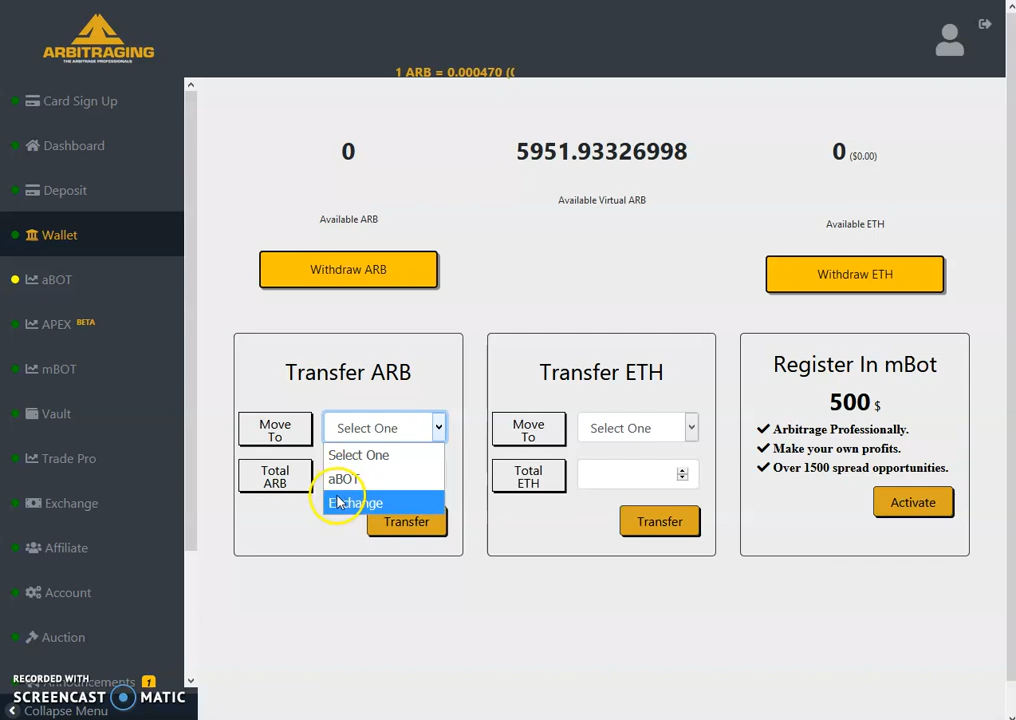 ARBITRAGING
THE ARBITRAGE PROFESSIONALS
1 ARB = 0.000470 ((
Card Sign Up
Dashboard
Deposit
Wallet
aBOT
APEX BETA
mBOT
Vault
Trade Pro
Exchange
Affiliate
Account
Auction
Announcements 1
Collapse Menu
RECORDED WITH
SCREENCAST MATIC
0
Available ARB
Withdraw ARB
5951.93326998
Available Virtual ARB
0 ($0.00)
Available ETH
Withdraw ETH
Transfer ARB
Move
To
Select One
Select One
aBOT
Exchange
Total
ARB
Transfer
Transfer ETH
Move
To
Select One
Total
ETH
Transfer
Register In mBot
500 $
Arbitrage Professionally.
Make your own profits.
Over 1500 spread opportunities.
Activate